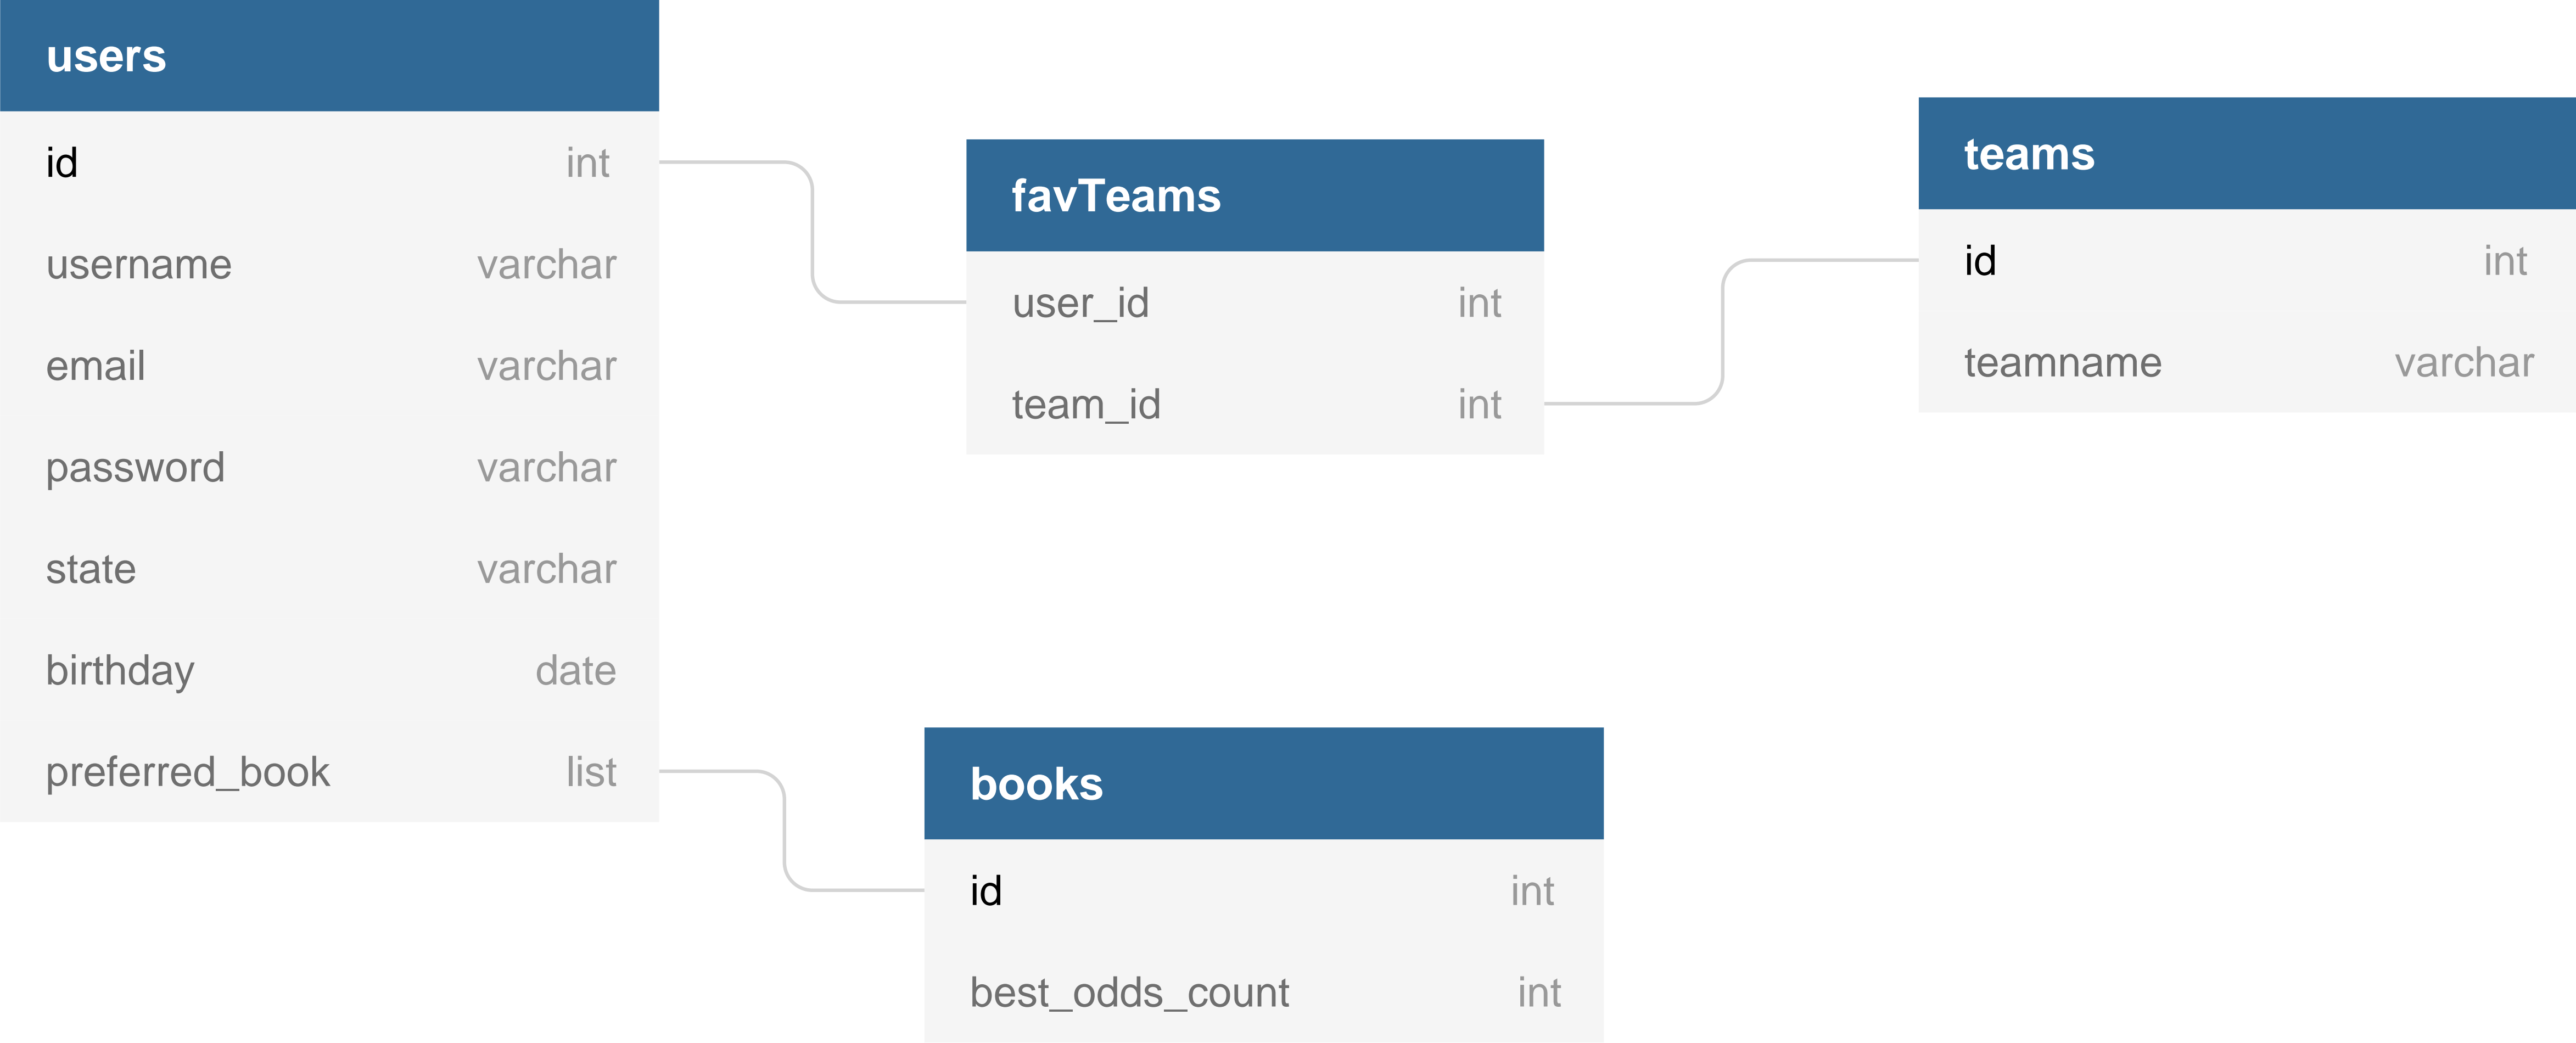 users
id int
username varchar
email varchar
password varchar
state varchar
birthday date
preferred_book list
favTeams
user_id int
team_id int
teams
id int
teamname varchar
books
id int
best_odds_count int